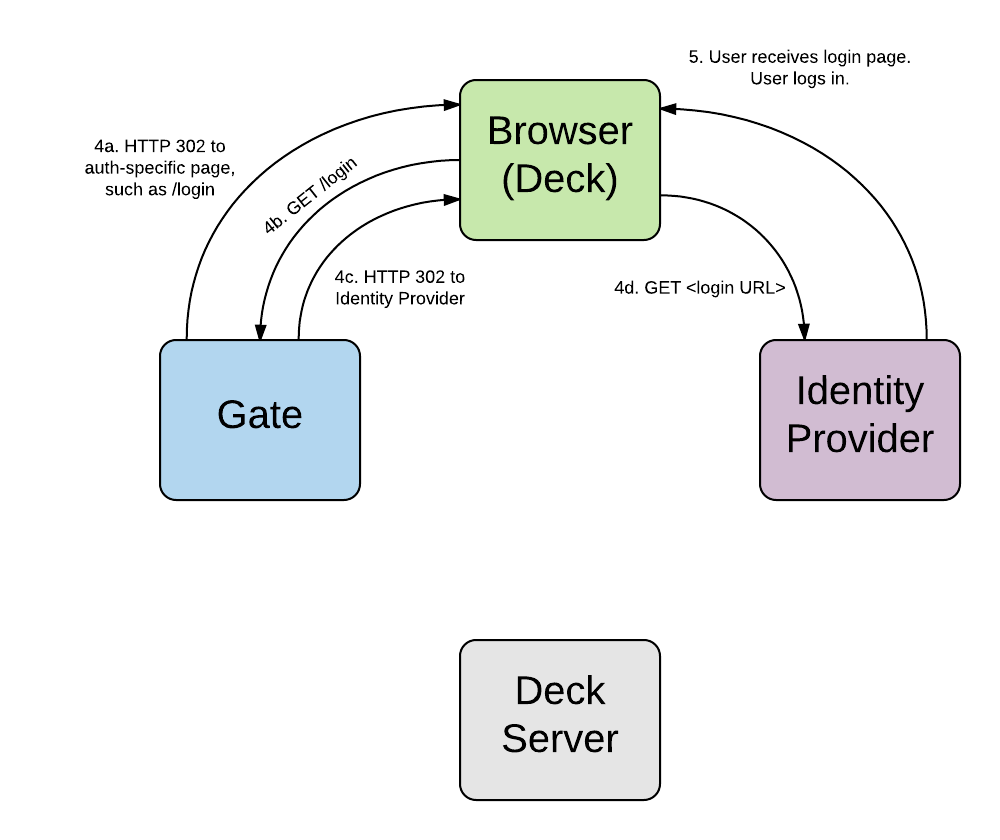 5. User receives login page.
User logs in.
4a. HTTP 302 to
auth-specific page,
such as /login
4b. GET /login
Browser
(Deck)
4c. HTTP 302 to
Identity Provider
4d. GET <login URL>
Gate
Identity
Provider
Deck
Server